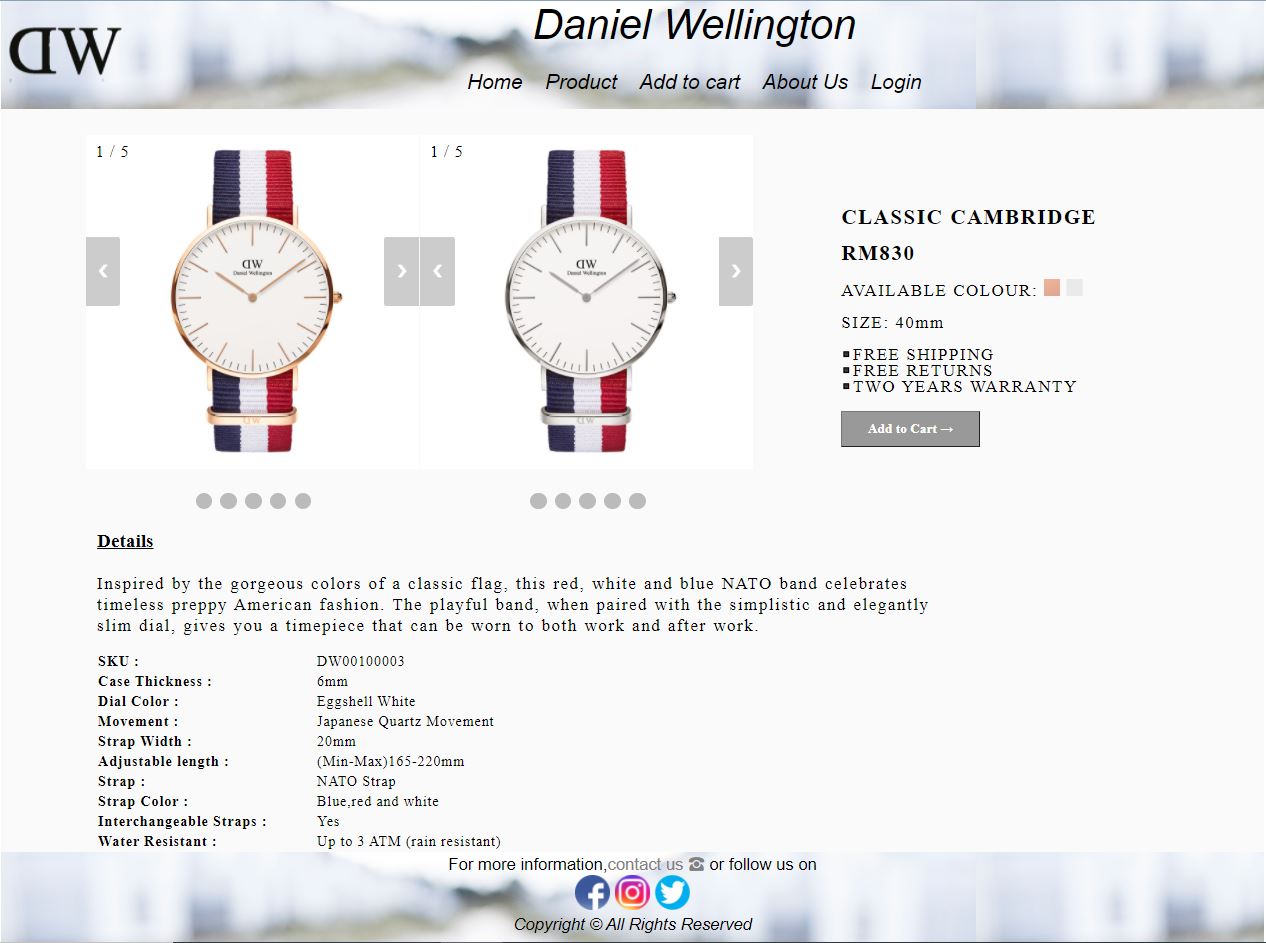 DW
Daniel Wellington
Home Product Add to cart About Us Login
1 / 5
DW
Daniel Wellington
DW
1 / 5
DW
Daniel Wellington
DW
CLASSIC CAMBRIDGE
RM830
AVAILABLE COLOUR:
SIZE: 40mm
FREE SHIPPING
FREE RETURNS
TWO YEARS WARRANTY
Add to Cart →
Details
Inspired by the gorgeous colors of a classic flag, this red, white and blue NATO band celebrates
timeless preppy American fashion. The playful band, when paired with the simplistic and elegantly
slim dial, gives you a timepiece that can be worn to both work and after work.
SKU : DW00100003
Case Thickness : 6mm
Dial Color : Eggshell White
Movement : Japanese Quartz Movement
Strap Width : 20mm
Adjustable length : (Min-Max)165-220mm
Strap : NATO Strap
Strap Color : Blue,red and white
Interchangeable Straps : Yes
Water Resistant : Up to 3 ATM (rain resistant)
For more information,contact us ☎ or follow us on
Copyright © All Rights Reserved